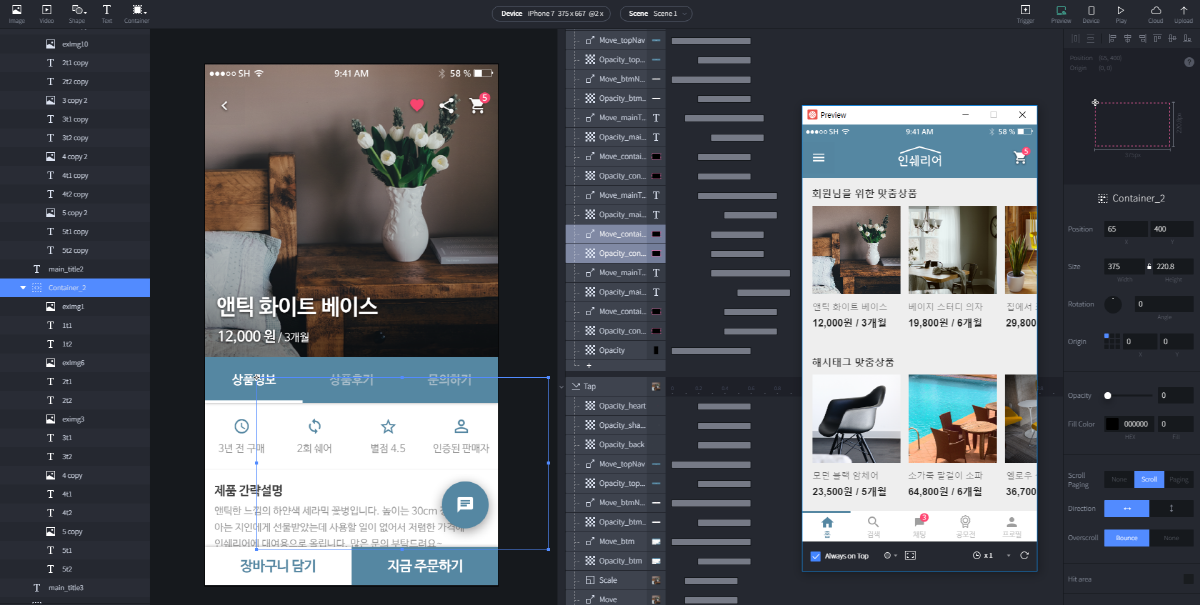 Image
Video
Shape
Text
Container
Device iPhone 7 375 x 667 @2x
Scene Scene 1
Trigger
Preview
Device
Play
Cloud
Upload
exImg10
2t1 copy
2t2 copy
3 copy 2
3t1 copy
3t2 copy
4 copy 2
4t1 copy
4t2 copy
5 copy 2
5t1 copy
5t2 copy
main_title2
Container_2
exImg1
1t1
1t2
exImg6
2t1
2t2
exImg3
3t1
3t2
4 copy
4t1
4t2
5 copy
5t1
5t2
main_title3
SH
9:41 AM
58 %
5
앤틱 화이트 베이스
12,000 원 / 3개월
상품정보
상품후기
문의하기
3년 전 구매
2회 쉐어
별점 4.5
인증된 판매자
제품 간략설명
앤틱한 느낌의 하얀색 세라믹 꽃병입니다. 높이는 30cm
아는 지인에게 선물받았는데 사용할 일이 없어서 저렴한 가격에
인쉐리어에 대여용으로 올립니다. 많은 문의 부탁드려요~
장바구니 담기
지금 주문하기
Move_topNav
Opacity_top...
Move_btmN...
Opacity_btm...
Move_mainT...
Opacity_mai...
Move_contai...
Opacity_con...
Move_mainT...
Opacity_mai...
Move_contai...
Opacity_con...
Move_mainT...
Opacity_mai...
Move_contai...
Opacity_con...
Opacity
+
Tap
Opacity_heart
Opacity_sha...
Opacity_back
Move_topNav
Opacity_top...
Move_btmN...
Opacity_btm...
Move_btm
Opacity_btm
Scale
Move
Preview
SH
9:41 AM
58 %
인쉐리어
5
회원님을 위한 맞춤상품
앤틱 화이트 베이스
12,000원 / 3개월
베이지 스터디 의자
19,800원 / 6개월
집에서
29,800
해시태그 맞춤상품
모던 블랙 암체어
23,500원 / 5개월
소가죽 팔걸이 소파
64,800원 / 6개월
옐로우
36,700
홈
검색
3
채팅
공모전
프로필
Always on Top
x 1
Position
Origin
Container_2
Position 65 400
X Y
Size 375 220.8
Width Height
Rotation 0
Angle
Origin 0 0
X Y
Opacity 0
Fill Color 000000 0
Scroll
Paging
None Scroll Paging
Direction
Overscroll Bounce None
Hit area